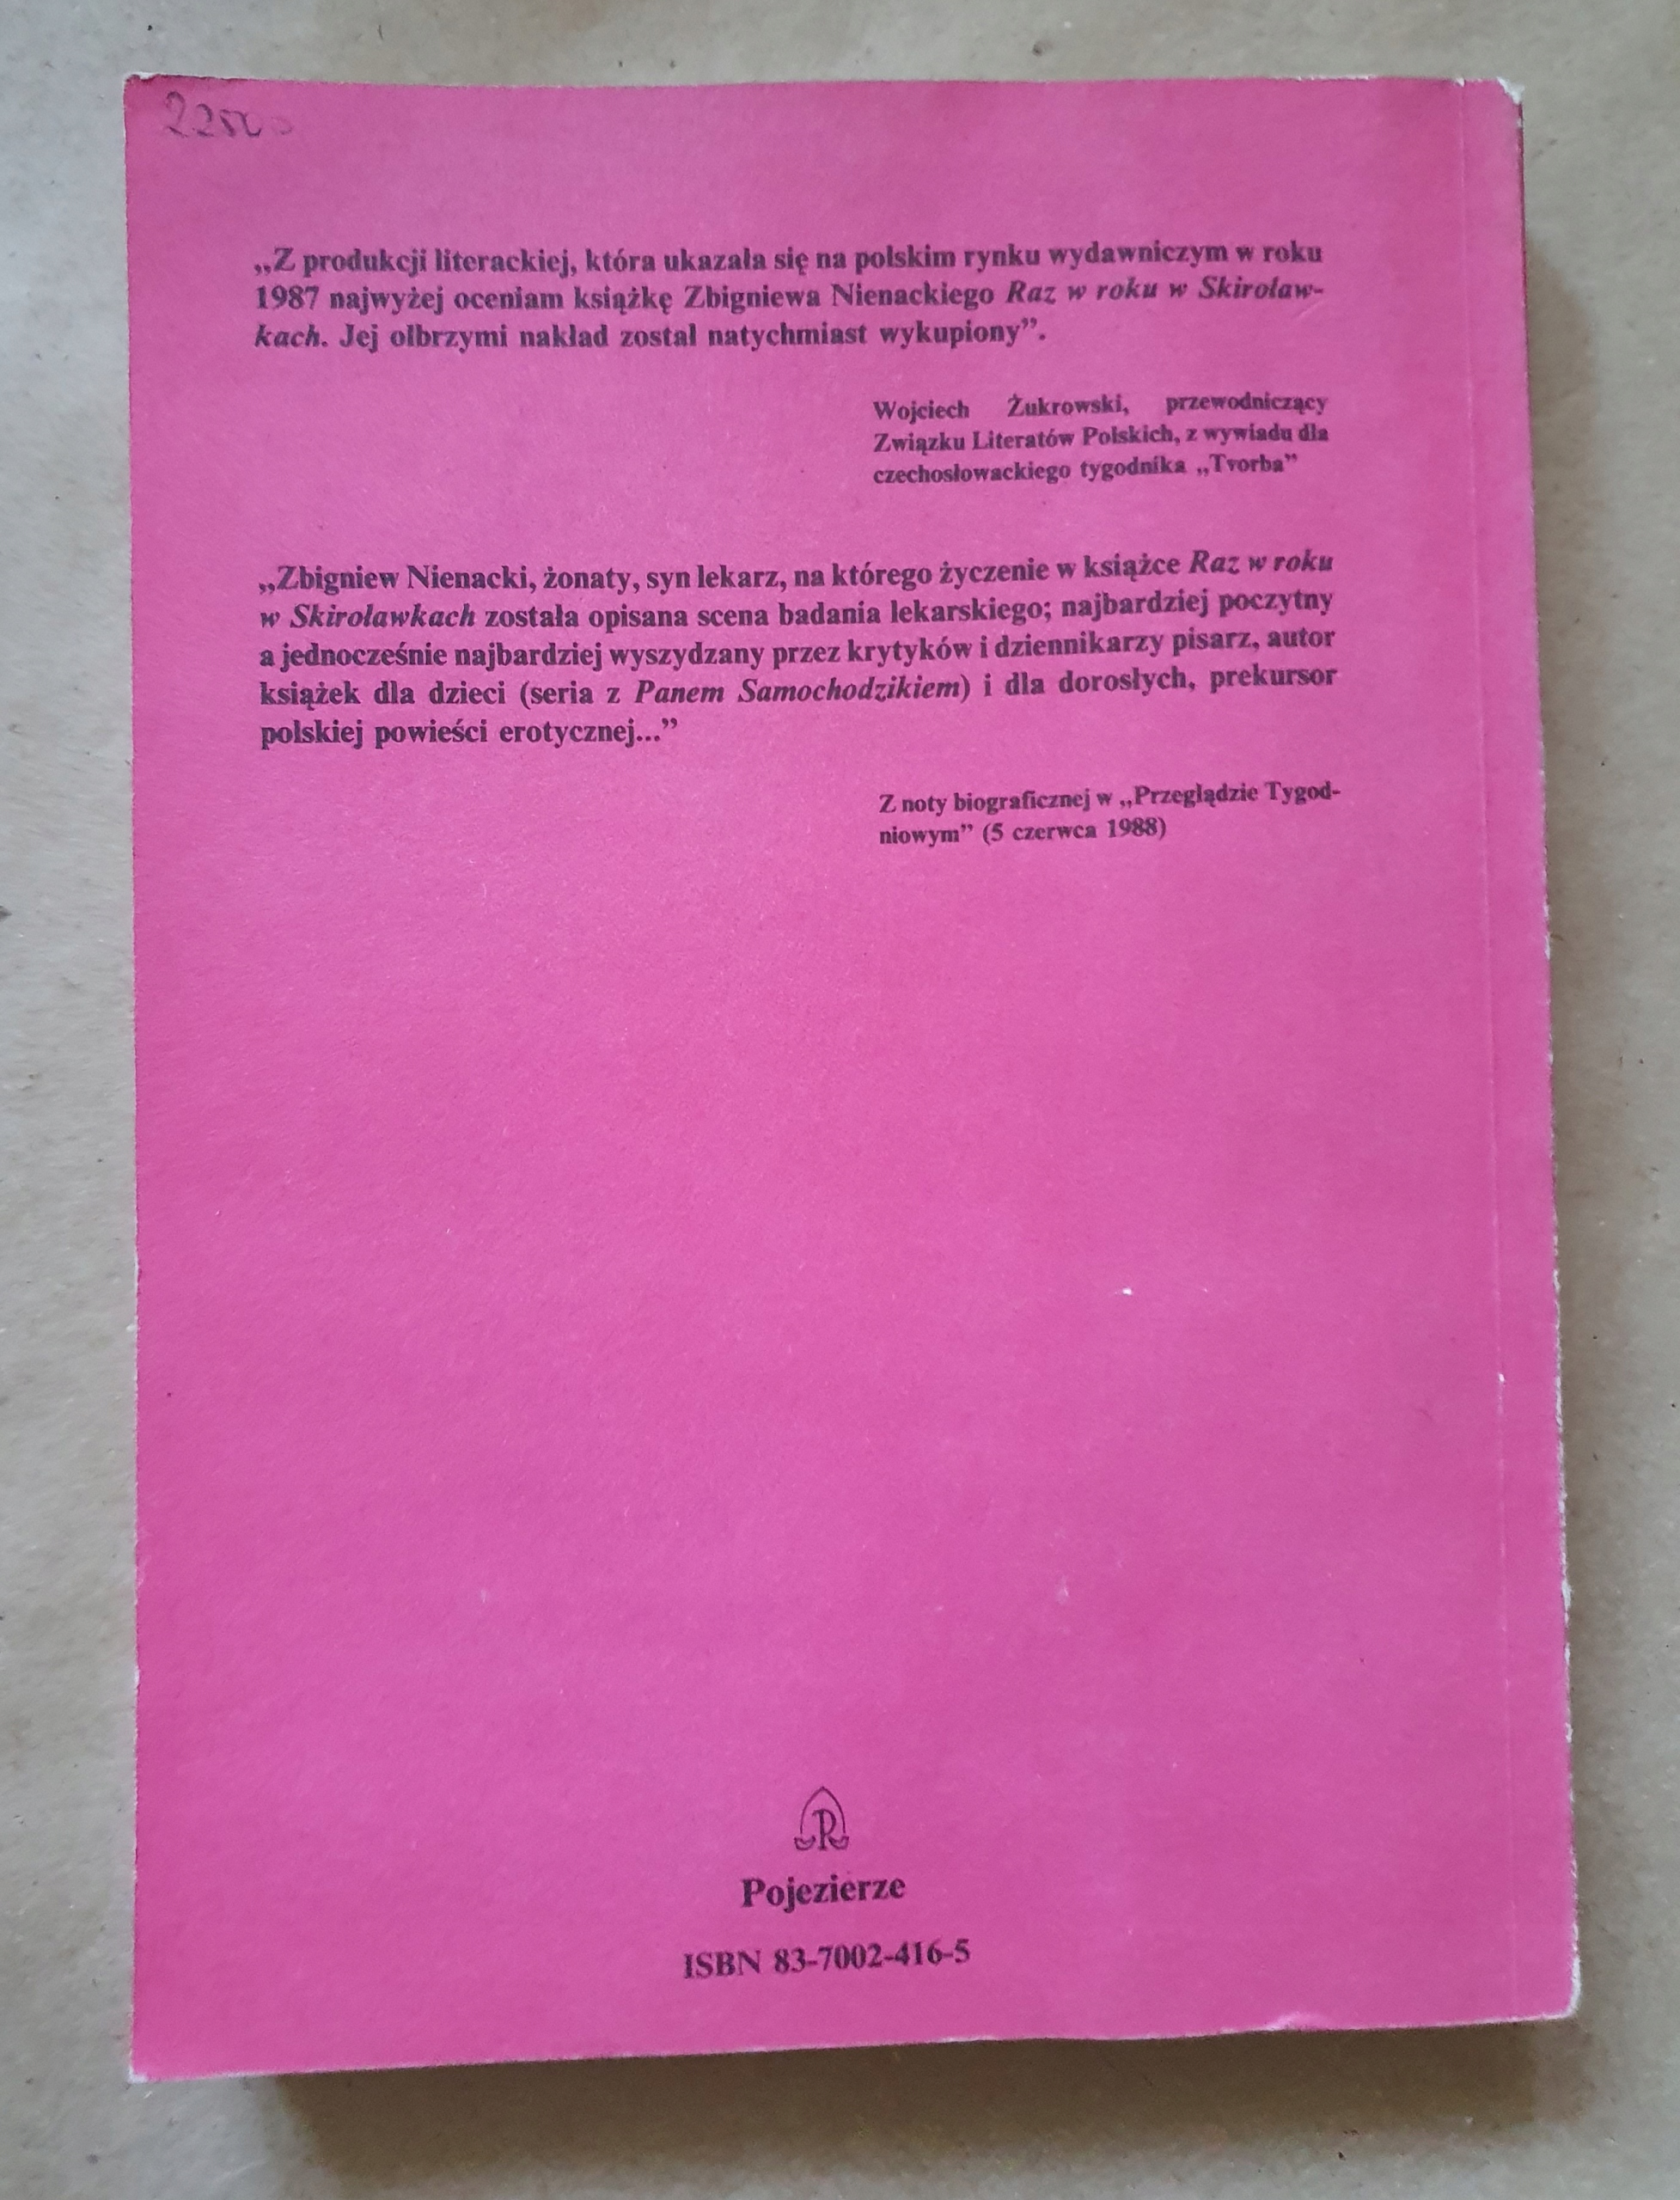 „Z produkcji literackiej, która ukazała się na polskim rynku wydawniczym w roku
1987 najwyżej oceniam książkę Zbigniewa Nienackiego Raz w roku w Skiroław-
kach. Jej olbrzymi nakład został natychmiast wykupiony”.
Wojciech Żukrowski, przewodniczący
Związku Literatów Polskich, z wywiadu dla
czechosłowackiego tygodnika „Tvorba”
„Zbigniew Nienacki, żonaty, syn lekarz, na którego życzenie w książce Raz w roku
w Skiroławkach została opisana scena badania lekarskiego; najbardziej poczytny
a jednocześnie najbardziej wyszydzany przez krytyków i dziennikarzy pisarz, autor
książek dla dzieci (seria z Panem Samochodzikiem) i dla dorosłych, prekursor
polskiej powieści erotycznej...”
Z noty biograficznej w „Przeglądzie Tygod-
niowym” (5 czerwca 1988)
Pojezierze
ISBN 83-7002-416-5